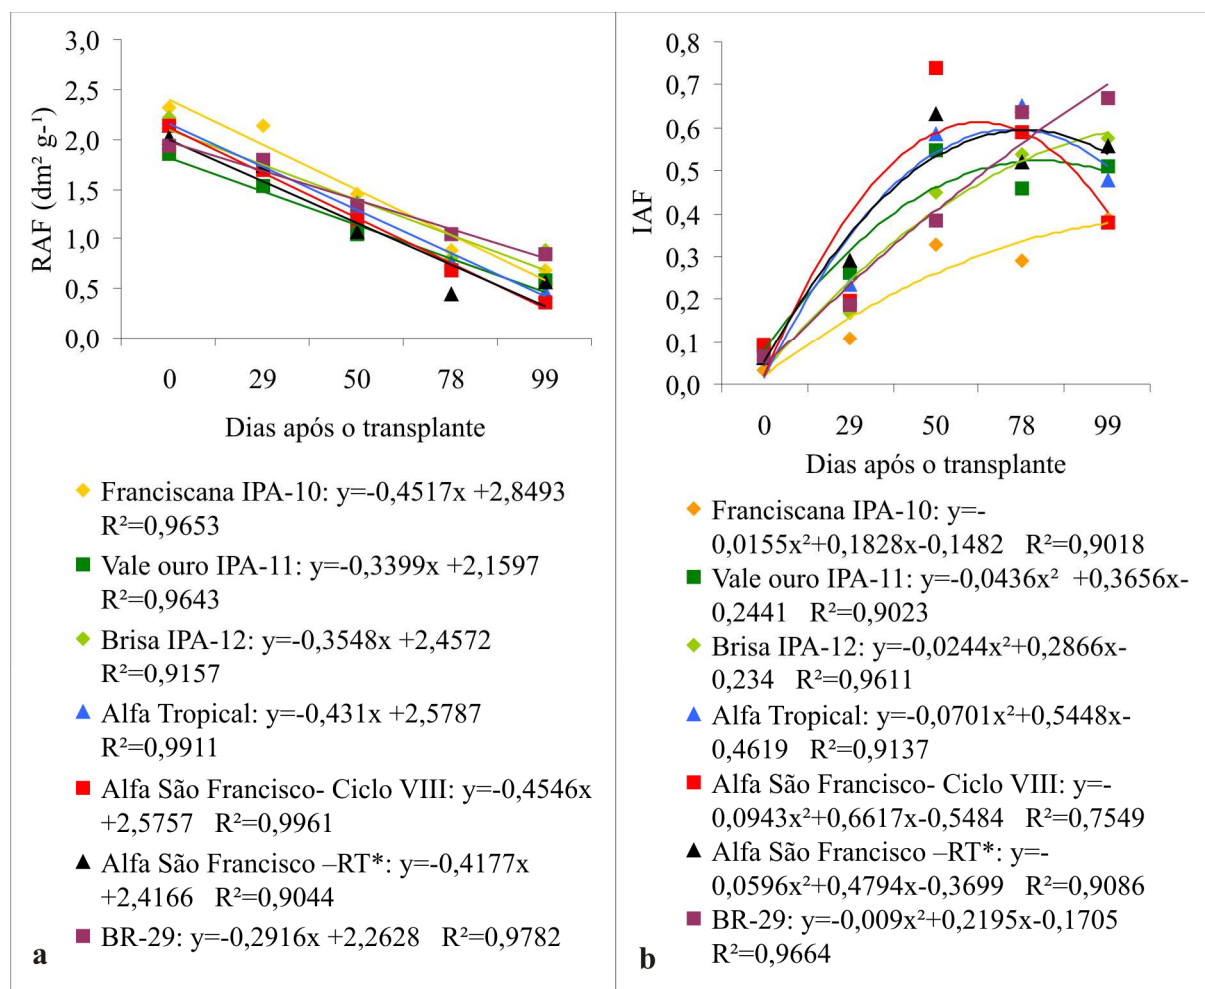 3,0
2,5
2,0
1,5
1,0
0,5
0,0
RAF (dm² g-¹)
0 29 50 78 99
Dias após o transplante
Franciscana IPA-10: y=-0,4517x +2,8493
R²=0,9653
Vale ouro IPA-11: y=-0,3399x +2,1597
R²=0,9643
Brisa IPA-12: y=-0,3548x +2,4572
R²=0,9157
Alfa Tropical: y=-0,431x +2,5787
R²=0,9911
Alfa São Francisco- Ciclo VIII: y=-0,4546x
+2,5757 R²=0,9961
Alfa São Francisco –RT*: y=-0,4177x
+2,4166 R²=0,9044
BR-29: y=-0,2916x +2,2628 R²=0,9782
a
0,8
0,7
0,6
0,5
0,4
0,3
0,2
0,1
0,0
IAF
0 29 50 78 99
Dias após o transplante
Franciscana IPA-10: y=-
0,0155x²+0,1828x-0,1482 R²=0,9018
Vale ouro IPA-11: y=-0,0436x² +0,3656x-
0,2441 R²=0,9023
Brisa IPA-12: y=-0,0244x²+0,2866x-
0,234 R²=0,9611
Alfa Tropical: y=-0,0701x²+0,5448x-
0,4619 R²=0,9137
Alfa São Francisco- Ciclo VIII: y=-
0,0943x²+0,6617x-0,5484 R²=0,7549
Alfa São Francisco –RT*: y=-
0,0596x²+0,4794x-0,3699 R²=0,9086
BR-29: y=-0,009x²+0,2195x-0,1705
R²=0,9664
b